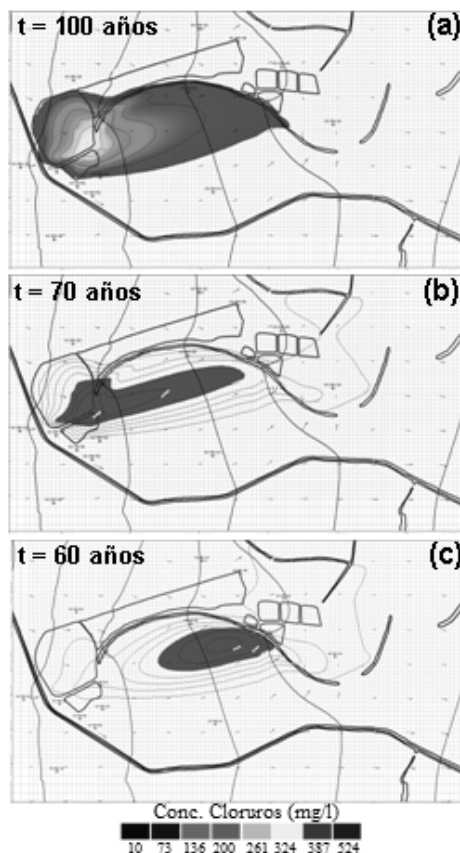 t = 100 años
(a)
t = 70 años
(b)
t = 60 años
(c)
Conc. Cloruros (mg/l)
10 73 136 200 261 324 387 524